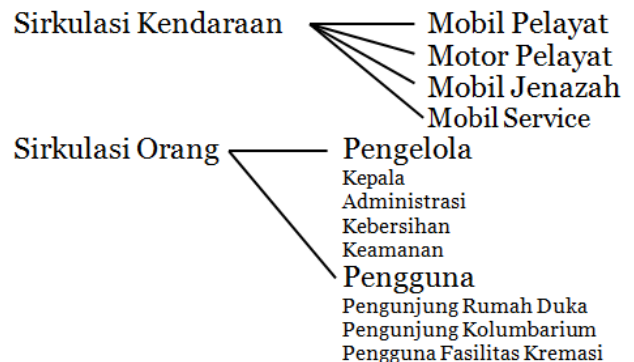 Sirkulasi Kendaraan
Mobil Pelayat
Motor Pelayat
Mobil Jenazah
Mobil Service
Sirkulasi Orang
Pengelola
Kepala
Administrasi
Kebersihan
Keamanan
Pengguna
Pengunjung Rumah Duka
Pengunjung Kolumbarium
Pengguna Fasilitas Kremasi